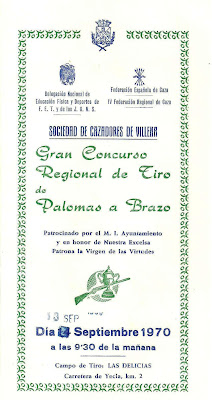 Delegación Nacional de
Educación Física y Deportes de
F. E. T. y de las J. O. N. S.
Federación Española de Caza
IV Federación Regional de Caza
SOCIEDAD DE CAZADORES DE VILLENA
Gran Concurso
Regional de Tiro
de
Palomas a Brazo
Patrocinado por el M. I. Ayuntamiento
y en honor de Nuestra Excelsa
Patrona la Virgen de las Virtudes
SEP
Día Septiembre 1970
a las 9'30 de la mañana
Campo de Tiro: LAS DELICIAS
Carretera de Yecla, km. 2